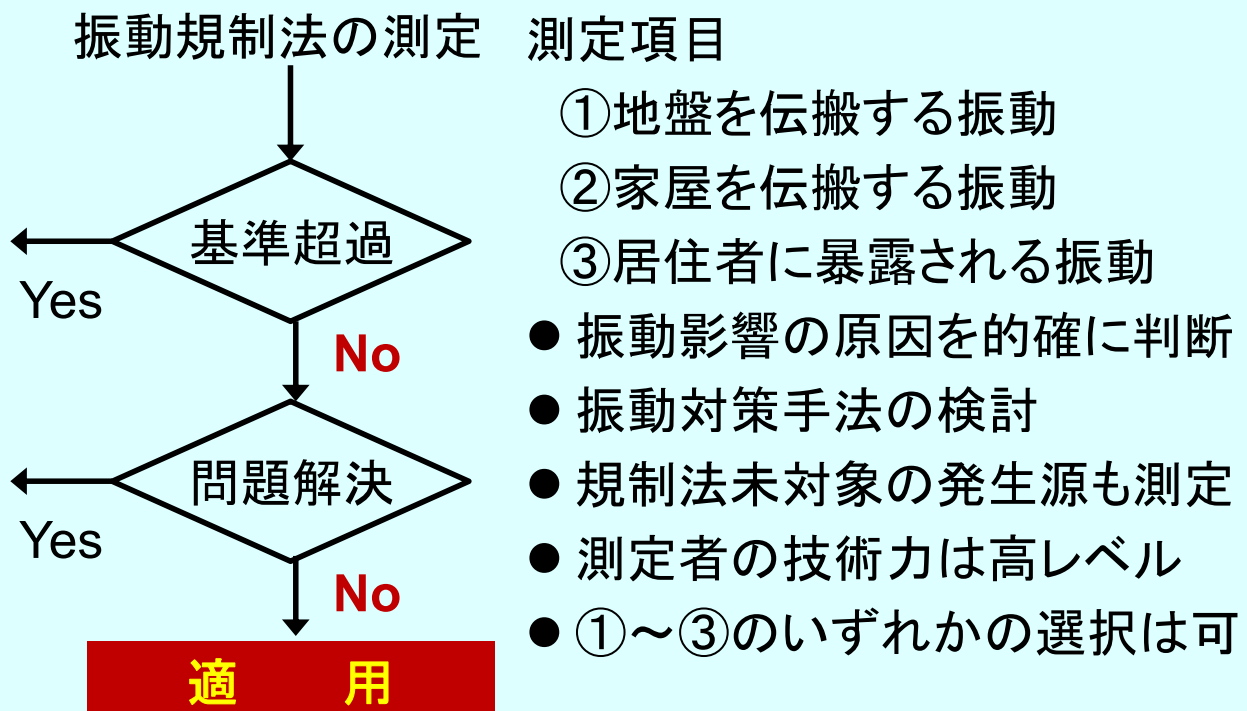 振動規制法の測定
基準超過
Yes
No
問題解決
Yes
No
適用
測定項目
①地盤を伝搬する振動
②家屋を伝搬する振動
③居住者に暴露される振動
● 振動影響の原因を的確に判断
● 振動対策手法の検討
● 規制法未対象の発生源も測定
● 測定者の技術力は高レベル
● ①～③のいずれかの選択は可